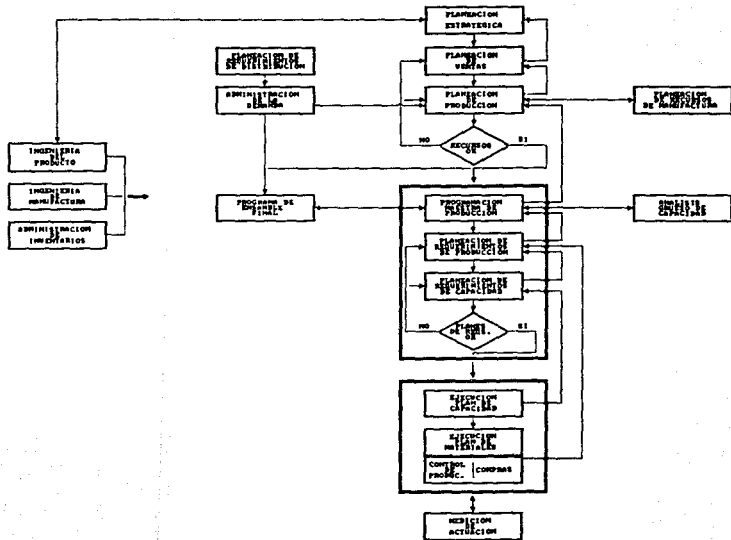 PLANEACION
ESTRATEGICA
PLANEACION
DE
VENTAS
PLANEACION DE
REQUERIMIENTOS
DE DISTRIBUCION
PLANEACION
DE
PRODUCCION
ADMINISTRACION
DE LA
DEMANDA
PLANEACION
DE RECURSOS
DE MANUFACTURA
NO
RECURSOS
OK
SI
INGENIERIA
DEL
PRODUCTO
INGENIERIA
DE
MANUFACTURA
ADMINISTRACION
DE
INVENTARIOS
PROGRAMA DE
ENSAMBLE
FINAL
PROGRAMACION
MAESTRA DE
PRODUCCION
ANALISIS
DE
CAPACIDAD
PLANEACION DE
REQUERIMIENTOS
DE PRODUCCION
PLANEACION DE
REQUERIMIENTOS
DE CAPACIDAD
NO
PLANES
DE
OK
SI
EJECUCION
PLAN DE
CAPACIDAD
EJECUCION
PLAN DE
MATERIALES
CONTROL
DE
PRODUC.
COMPRAS
MEDICION
DE
ACTUACION